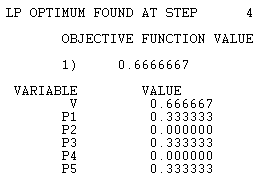 LP OPTIMUM FOUND AT STEP 4
OBJECTIVE FUNCTION VALUE
1) 0.6666667
VARIABLE VALUE
V 0.666667
P1 0.333333
P2 0.000000
P3 0.333333
P4 0.000000
P5 0.333333